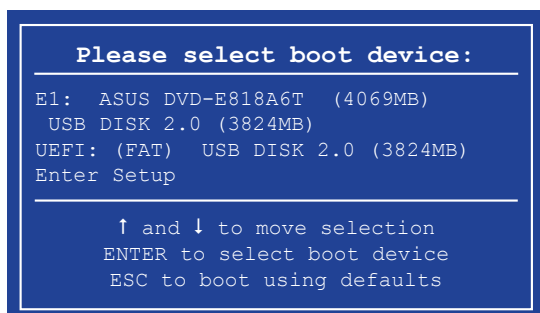 Please select boot device:
E1: ASUS DVD-E818A6T (4069MB)
USB DISK 2.0 (3824MB)
UEFI: (FAT) USB DISK 2.0 (3824MB)
Enter Setup
↑ and ↓ to move selection
ENTER to select boot device
ESC to boot using defaults